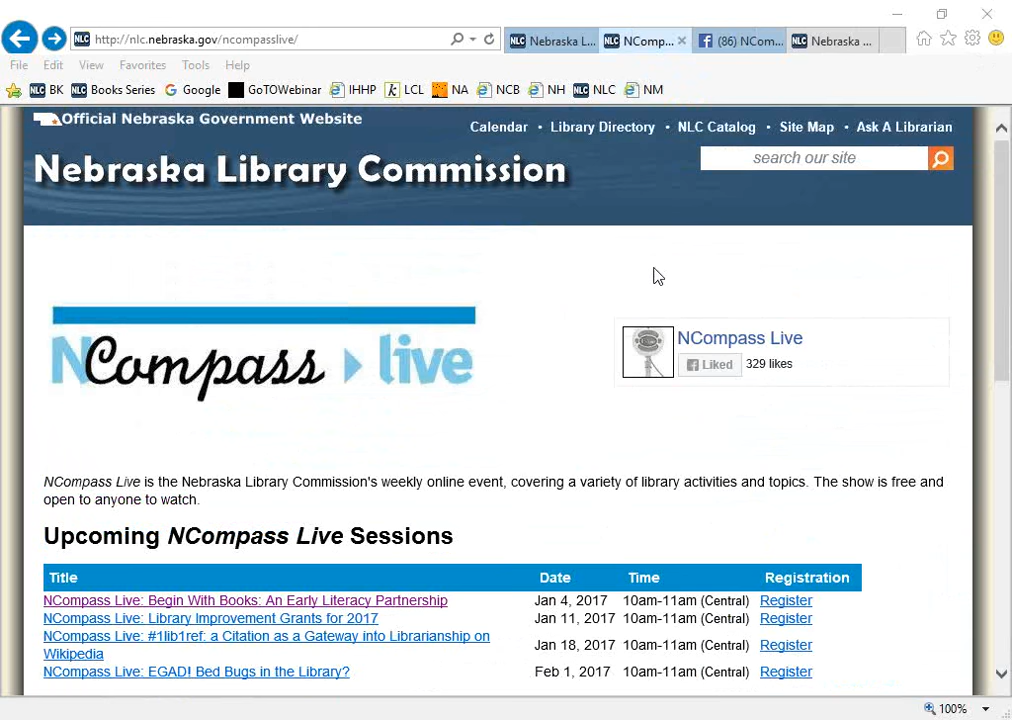 http://nlc.nebraska.gov/ncompasslive/
NLC Nebraska L...
NLC NComp...
(86) NCom...
NLC Nebraska ...
File Edit View Favorites Tools Help
NLC BK NLC Books Series Google GoTOWebinar IHHP LCL NA NCB NH NLC NLC NM
Official Nebraska Government Website
Calendar • Library Directory • NLC Catalog • Site Map • Ask A Librarian
search our site
Nebraska Library Commission
NCompass live
NCompass Live
Liked 329 likes
NCompass Live is the Nebraska Library Commission's weekly online event, covering a variety of library activities and topics. The show is free and
open to anyone to watch.
Upcoming NCompass Live Sessions
Title Date Time Registration
NCompass Live: Begin With Books: An Early Literacy Partnership Jan 4, 2017 10am-11am (Central) Register
NCompass Live: Library Improvement Grants for 2017 Jan 11, 2017 10am-11am (Central) Register
NCompass Live: #1lib1ref: a Citation as a Gateway into Librarianship on
Wikipedia Jan 18, 2017 10am-11am (Central) Register
NCompass Live: EGAD! Bed Bugs in the Library? Feb 1, 2017 10am-11am (Central) Register
100%